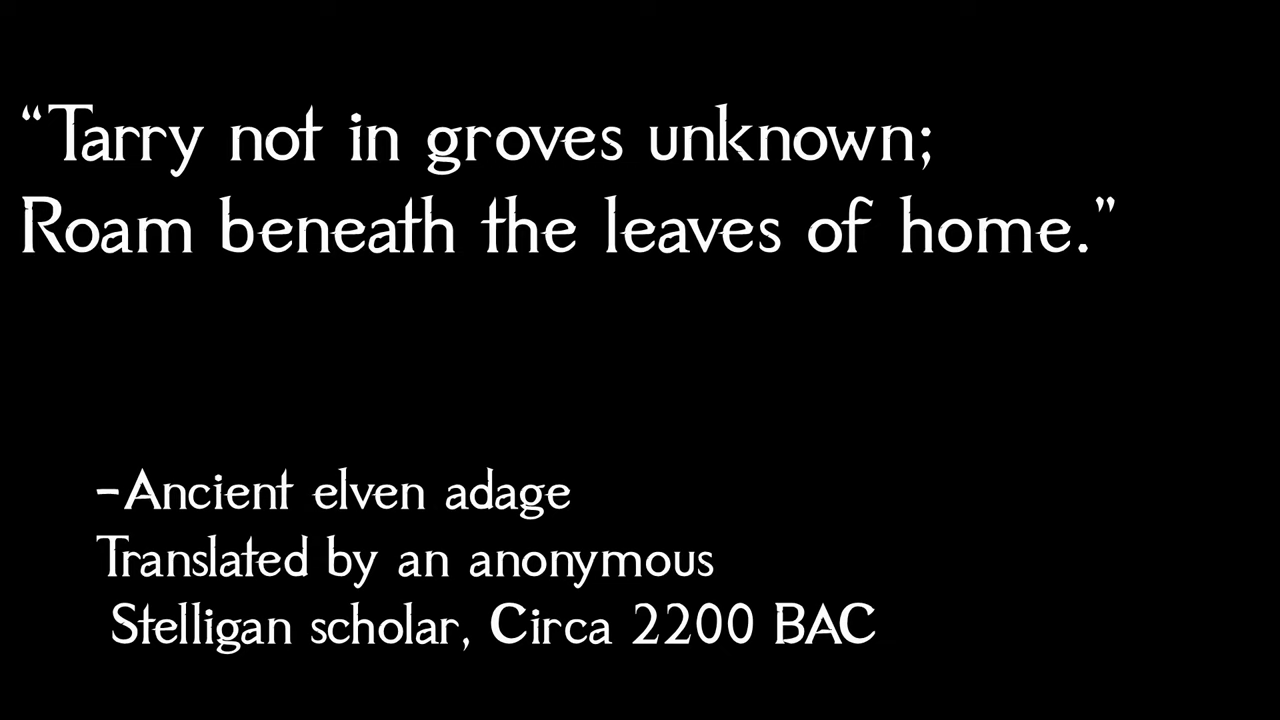 “Tarry not in groves unknown;
Roam beneath the leaves of home.”
-Ancient elven adage
Translated by an anonymous
Stelligan scholar, Circa 2200 BAC